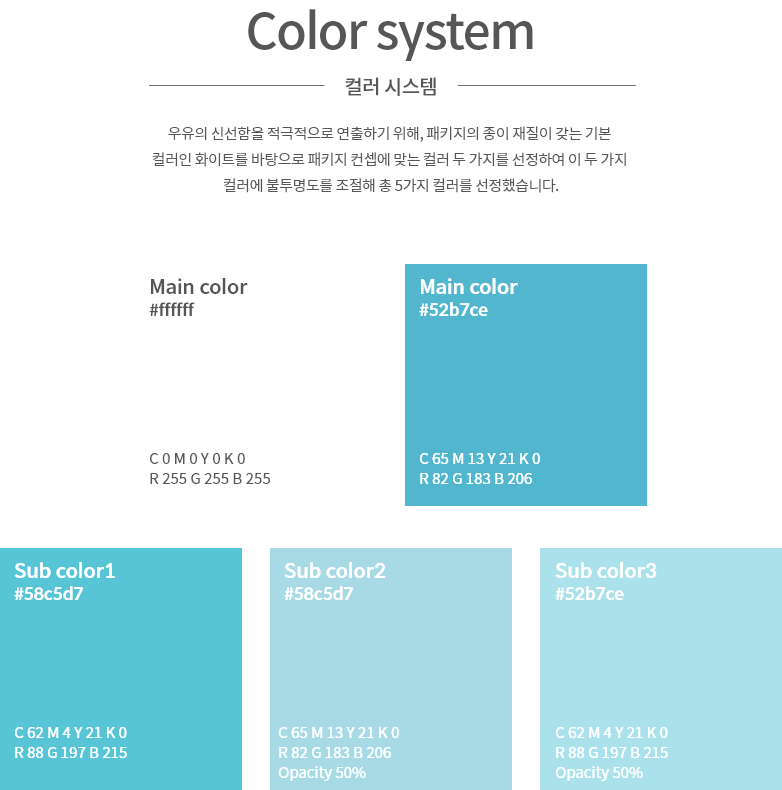 Color system
컬러 시스템
우유의 신선함을 적극적으로 연출하기 위해, 패키지의 종이 재질이 갖는 기본
컬러인 화이트를 바탕으로 패키지 컨셉에 맞는 컬러 두 가지를 선정하여 이 두 가지
컬러에 불투명도를 조절해 총 5가지 컬러를 선정했습니다.
Main color
#ffffff
C 0 M 0 Y 0 K 0
R 255 G 255 B 255
Main color
#52b7ce
C 65 M 13 Y 21 K 0
R 82 G 183 B 206
Sub color1
#58c5d7
C 62 M 4 Y 21 K 0
R 88 G 197 B 215
Sub color2
#58c5d7
C 65 M 13 Y 21 K 0
R 82 G 183 B 206
Opacity 50%
Sub color3
#52b7ce
C 62 M 4 Y 21 K 0
R 88 G 197 B 215
Opacity 50%